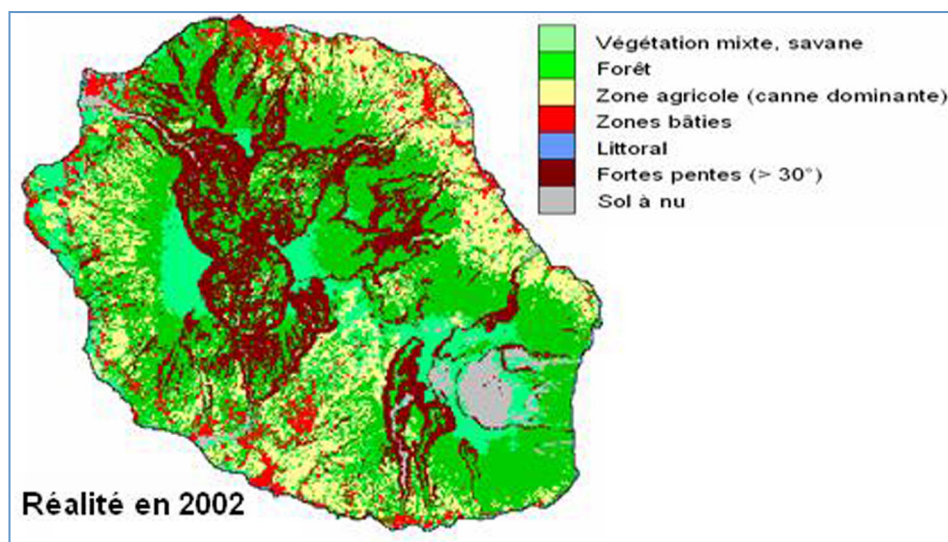 Végétation mixte, savane
Forêt
Zone agricole (canne dominante)
Zones bâties
Littoral
Fortes pentes (> 30°)
Sol à nu
Réalité en 2002